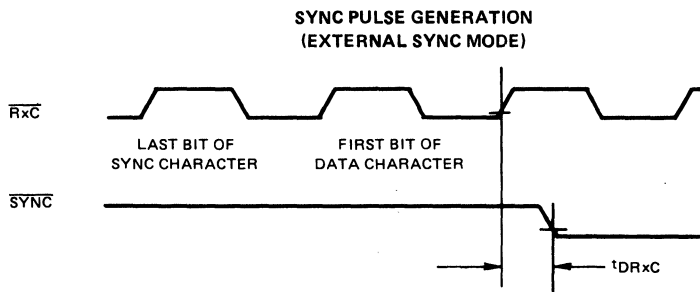 SYNC PULSE GENERATION
(EXTERNAL SYNC MODE)
RxC
LAST BIT OF
SYNC CHARACTER
FIRST BIT OF
DATA CHARACTER
SYNC
tDRxC